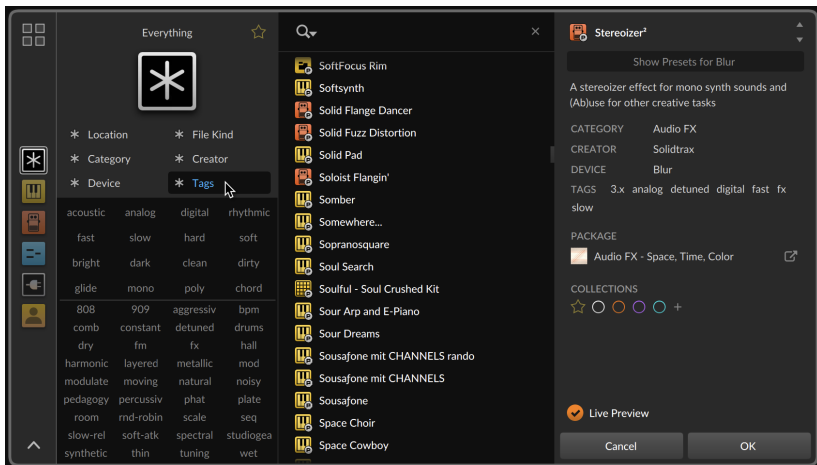 Everything
Location
File Kind
Category
Creator
Device
Tags
acoustic analog digital rhythmic
fast slow hard soft
bright dark clean dirty
glide mono poly chord
808 909 aggressiv bpm
comb constant detuned drums
dry fm fx hall
harmonic layered metallic mod
modulate moving natural noisy
pedagogy percussiv phat plate
room rnd-robin scale seq
slow-rel soft-atk spectral studiogea
synthetic thin tuning wet
SoftFocus Rim
Softsynth
Solid Flange Dancer
Solid Fuzz Distortion
Solid Pad
Soloist Flangin'
Somber
Somewhere...
Sopranosquare
Soul Search
Soulful - Soul Crushed Kit
Sour Arp and E-Piano
Sour Dreams
Sousafone mit CHANNELS rando
Sousafone mit CHANNELS
Sousafone
Space Choir
Space Cowboy
Stereoizer²
Show Presets for Blur
A stereoizer effect for mono synth sounds and
(Ab)use for other creative tasks
CATEGORY Audio FX
CREATOR Solidtrax
DEVICE Blur
TAGS 3.x analog detuned digital fast fx
slow
PACKAGE
Audio FX - Space, Time, Color
COLLECTIONS
Live Preview
Cancel
OK